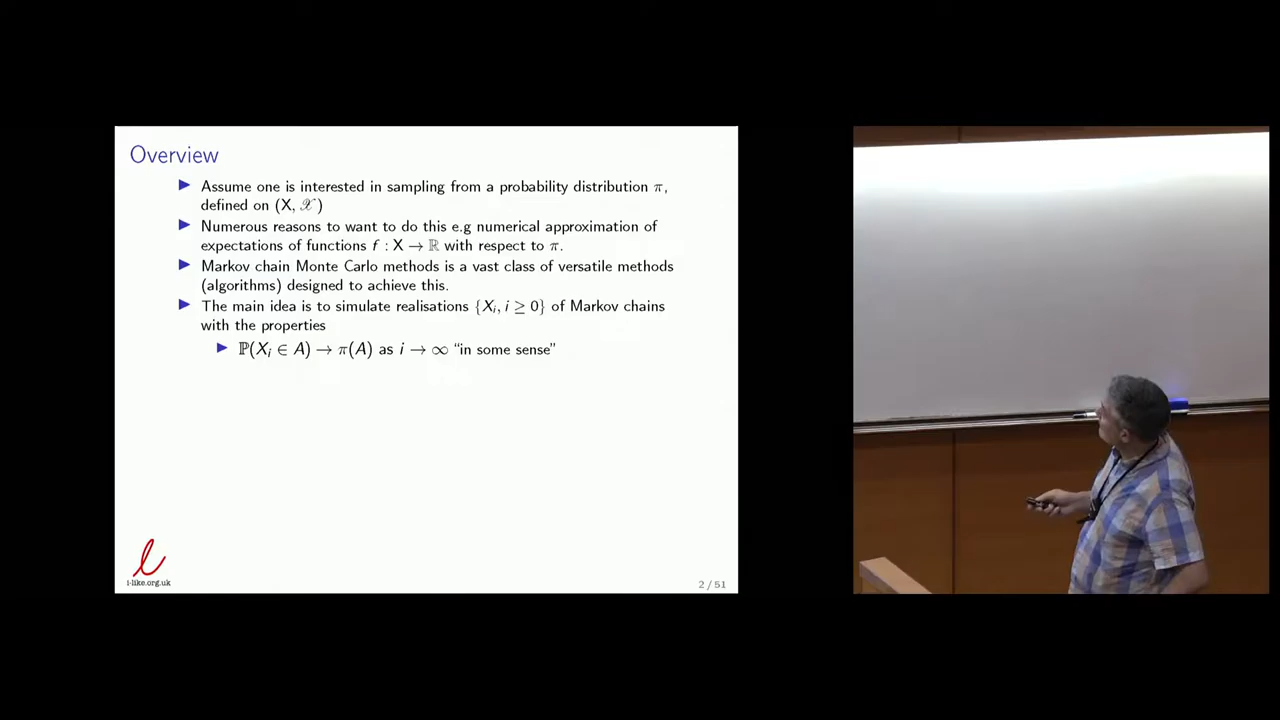 Overview
Assume one is interested in sampling from a probability distribution π,
defined on (X, 𝒳)
Numerous reasons to want to do this e.g numerical approximation of
expectations of functions f : X → ℝ with respect to π.
Markov chain Monte Carlo methods is a vast class of versatile methods
(algorithms) designed to achieve this.
The main idea is to simulate realisations {Xᵢ, i ≥ 0} of Markov chains
with the properties
ℙ(Xᵢ ∈ A) → π(A) as i → ∞ “in some sense”
i-like.org.uk
2 / 51